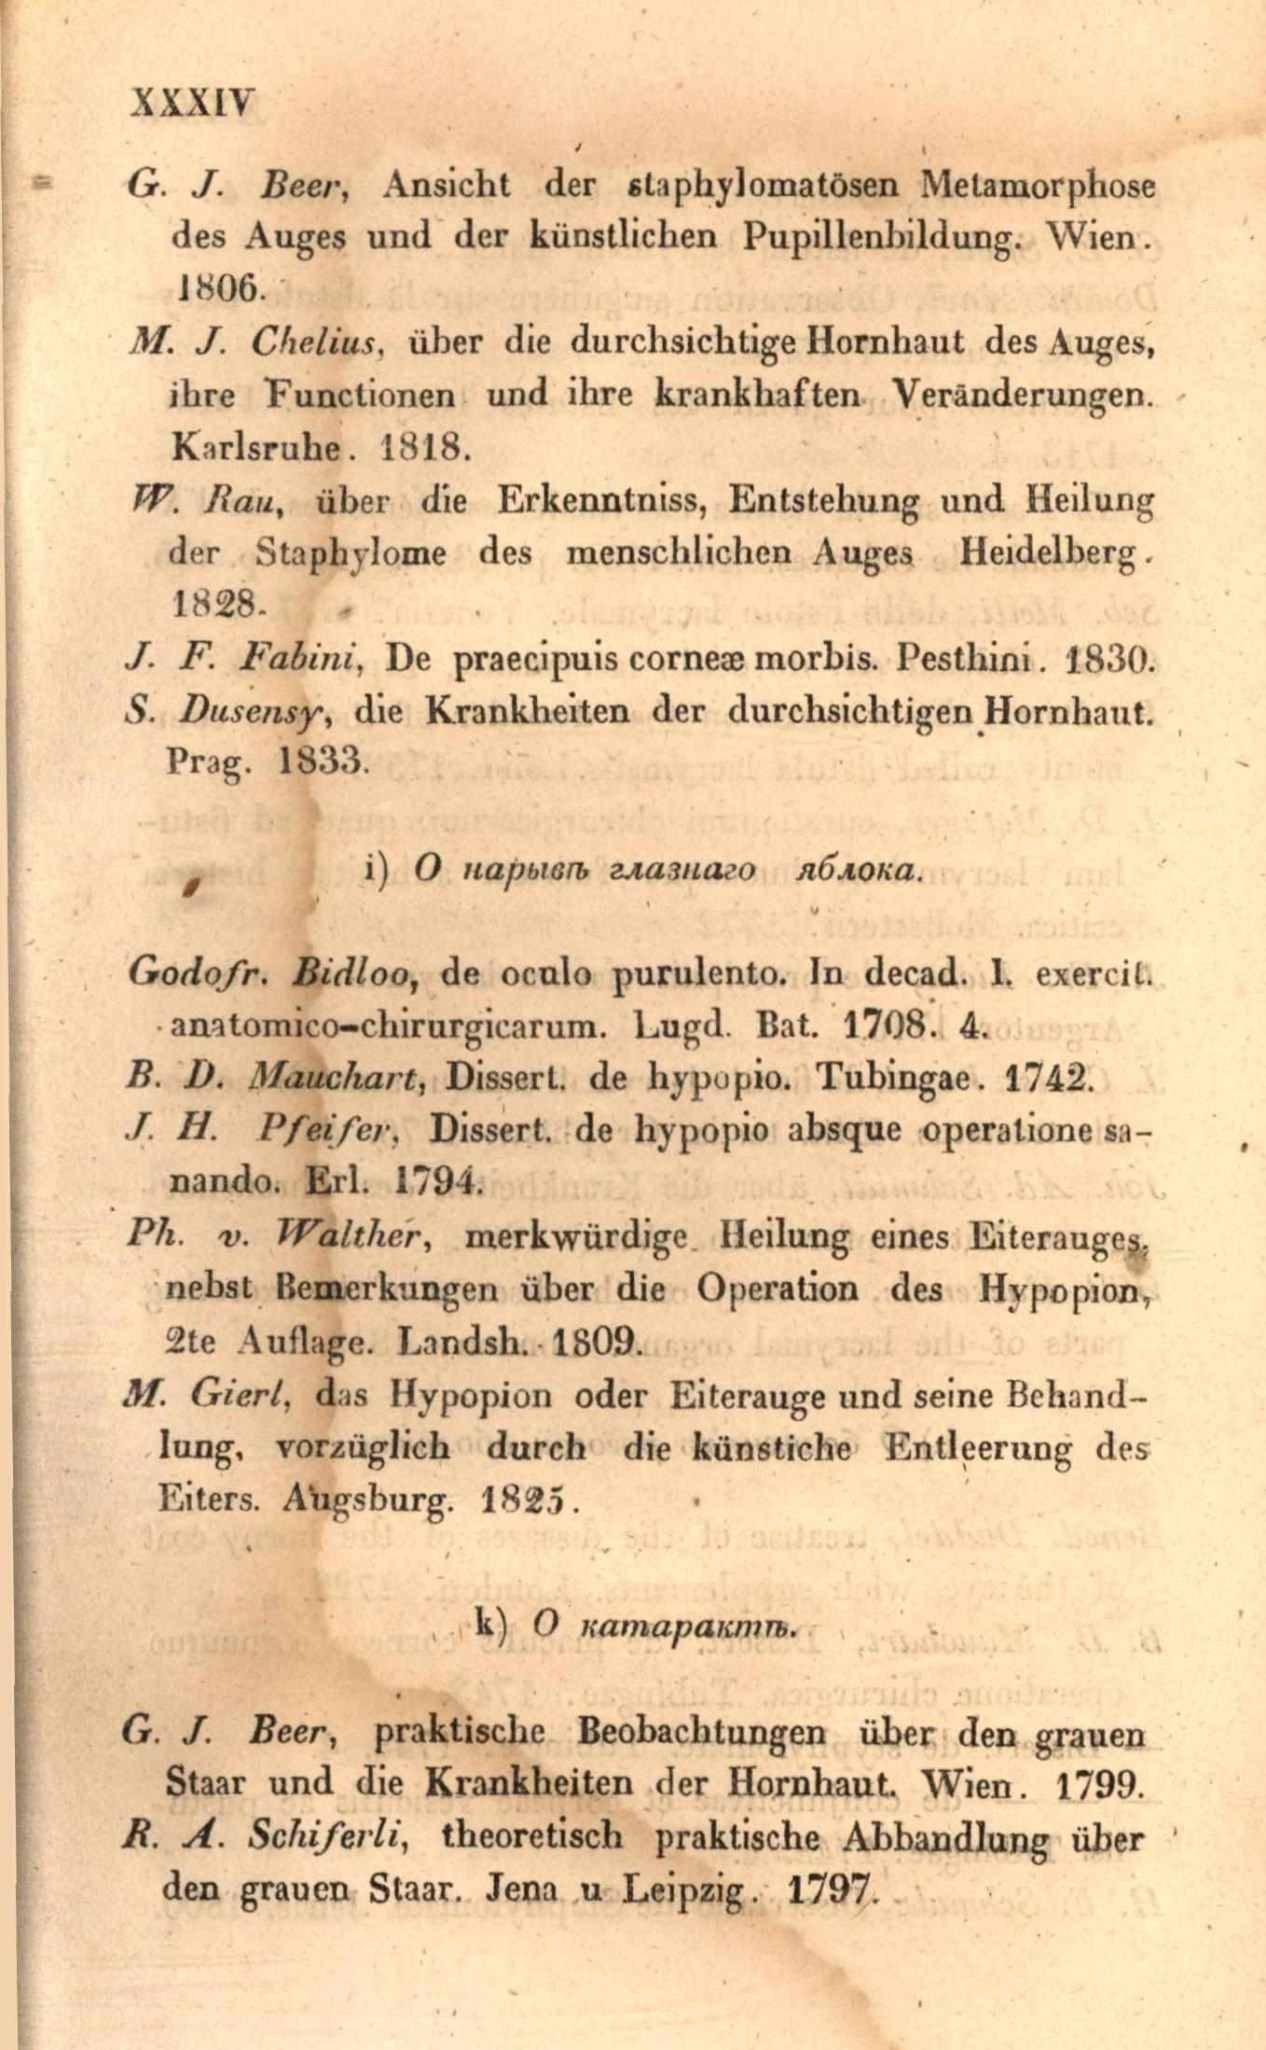 XXXIV
G. J. Beer, Ansicht der staphylomatösen Metamorphose
des Auges und der künstlichen Pupillenbildung. Wien.
1806.
M. J. Chelius, über die durchsichtige Hornhaut des Auges,
ihre Functionen und ihre krankhaften Veränderungen.
Karlsruhe. 1818.
W. Rau, über die Erkenntniss, Entstehung und Heilung
der Staphylome des menschlichen Auges Heidelberg.
1828.
J. F. Fabini, De praecipuis corneæ morbis. Pesthini. 1830.
S. Dusensy, die Krankheiten der durchsichtigen Hornhaut.
Prag. 1833.
i) О нарывѣ глазнаго яблока.
Godofr. Bidloo, de oculo purulento. In decad. I. exercit.
anatomico-chirurgicarum. Lugd. Bat. 1708. 4.
B. D. Mauchart, Dissert. de hypopio. Tubingae. 1742.
J. H. Pfeifer, Dissert. de hypopio absque operatione sa-
nando. Erl. 1794.
Ph. v. Walther, merkwürdige Heilung eines Eiterauges,
nebst Bemerkungen über die Operation des Hypopion,
2te Auflage. Landsh. 1809.
M. Gierl, das Hypopion oder Eiterauge und seine Behand-
lung, vorzüglich durch die künstiche Entleerung des
Eiters. Augsburg. 1825.
k) О катарактѣ.
G. J. Beer, praktische Beobachtungen über den grauen
Staar und die Krankheiten der Hornhaut. Wien. 1799.
R. A. Schiferli, theoretisch praktische Abhandlung über
den grauen Staar. Jena u Leipzig. 1797.